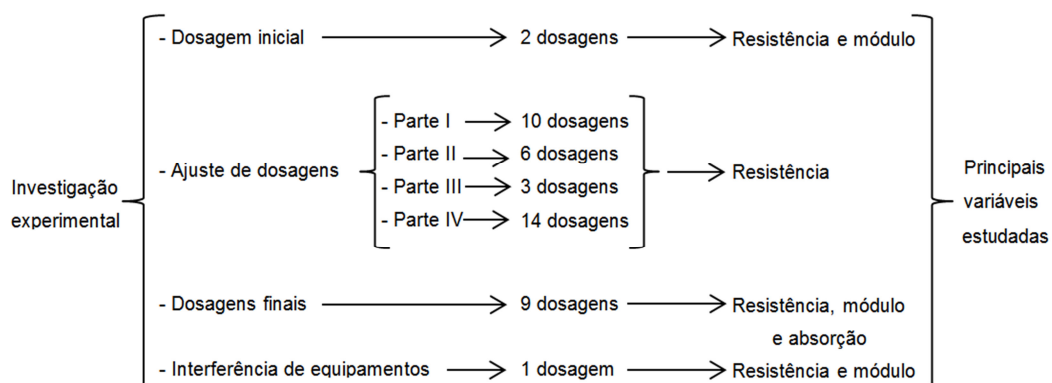 - Dosagem inicial 2 dosagens Resistência e módulo
- Parte I 10 dosagens
- Parte II 6 dosagens
- Ajuste de dosagens Resistência
- Parte III 3 dosagens
- Parte IV 14 dosagens
Investigação
experimental
Principais
variáveis
estudadas
- Dosagens finais 9 dosagens Resistência, módulo
e absorção
- Interferência de equipamentos 1 dosagem Resistência e módulo